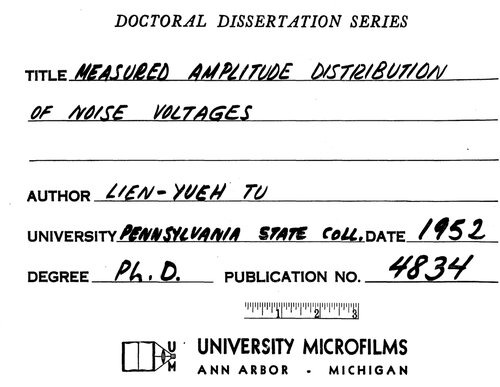 DOCTORAL DISSERTATION SERIES
TITLE MEASURED AMPLITUDE DISTRIBUTION
OF NOISE VOLTAGES
AUTHOR LIEN-YUEH TU
UNIVERSITY PENNSYLVANIA STATE COLL. DATE 1952
DEGREE Ph.D. PUBLICATION NO. 4834
1 2 3
UM UNIVERSITY MICROFILMS
ANN ARBOR - MICHIGAN